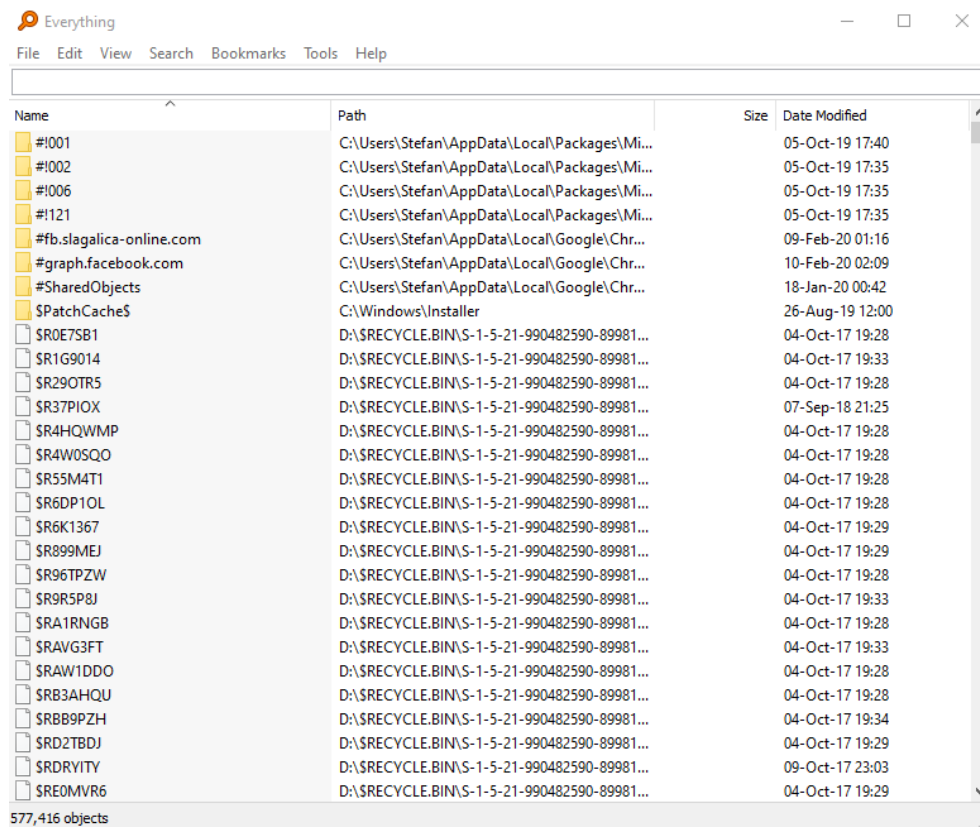 Everything
File Edit View Search Bookmarks Tools Help
Name Path Size Date Modified
#!001 C:\Users\Stefan\AppData\Local\Packages\Mi... 05-Oct-19 17:40
#!002 C:\Users\Stefan\AppData\Local\Packages\Mi... 05-Oct-19 17:35
#!006 C:\Users\Stefan\AppData\Local\Packages\Mi... 05-Oct-19 17:35
#!121 C:\Users\Stefan\AppData\Local\Packages\Mi... 05-Oct-19 17:35
#fb.slagalica-online.com C:\Users\Stefan\AppData\Local\Google\Chr... 09-Feb-20 01:16
#graph.facebook.com C:\Users\Stefan\AppData\Local\Google\Chr... 10-Feb-20 02:09
#SharedObjects C:\Users\Stefan\AppData\Local\Google\Chr... 18-Jan-20 00:42
$PatchCache$ C:\Windows\Installer 26-Aug-19 12:00
$R0E7SB1 D:\$RECYCLE.BIN\S-1-5-21-990482590-89981... 04-Oct-17 19:28
$R1G9014 D:\$RECYCLE.BIN\S-1-5-21-990482590-89981... 04-Oct-17 19:33
$R29OTR5 D:\$RECYCLE.BIN\S-1-5-21-990482590-89981... 04-Oct-17 19:28
$R37PIOX D:\$RECYCLE.BIN\S-1-5-21-990482590-89981... 07-Sep-18 21:25
$R4HQWMP D:\$RECYCLE.BIN\S-1-5-21-990482590-89981... 04-Oct-17 19:28
$R4W0SQO D:\$RECYCLE.BIN\S-1-5-21-990482590-89981... 04-Oct-17 19:28
$R55M4T1 D:\$RECYCLE.BIN\S-1-5-21-990482590-89981... 04-Oct-17 19:28
$R6DP1OL D:\$RECYCLE.BIN\S-1-5-21-990482590-89981... 04-Oct-17 19:28
$R6K1367 D:\$RECYCLE.BIN\S-1-5-21-990482590-89981... 04-Oct-17 19:29
$R899MEJ D:\$RECYCLE.BIN\S-1-5-21-990482590-89981... 04-Oct-17 19:29
$R96TPZW D:\$RECYCLE.BIN\S-1-5-21-990482590-89981... 04-Oct-17 19:28
$R9R5P8J D:\$RECYCLE.BIN\S-1-5-21-990482590-89981... 04-Oct-17 19:33
$RA1RNGB D:\$RECYCLE.BIN\S-1-5-21-990482590-89981... 04-Oct-17 19:28
$RAVG3FT D:\$RECYCLE.BIN\S-1-5-21-990482590-89981... 04-Oct-17 19:33
$RAW1DDO D:\$RECYCLE.BIN\S-1-5-21-990482590-89981... 04-Oct-17 19:28
$RB3AHQU D:\$RECYCLE.BIN\S-1-5-21-990482590-89981... 04-Oct-17 19:28
$RBB9PZH D:\$RECYCLE.BIN\S-1-5-21-990482590-89981... 04-Oct-17 19:34
$RD2TBDJ D:\$RECYCLE.BIN\S-1-5-21-990482590-89981... 04-Oct-17 19:29
$RDRYITY D:\$RECYCLE.BIN\S-1-5-21-990482590-89981... 09-Oct-17 23:03
$RE0MVR6 D:\$RECYCLE.BIN\S-1-5-21-990482590-89981... 04-Oct-17 19:29
577,416 objects